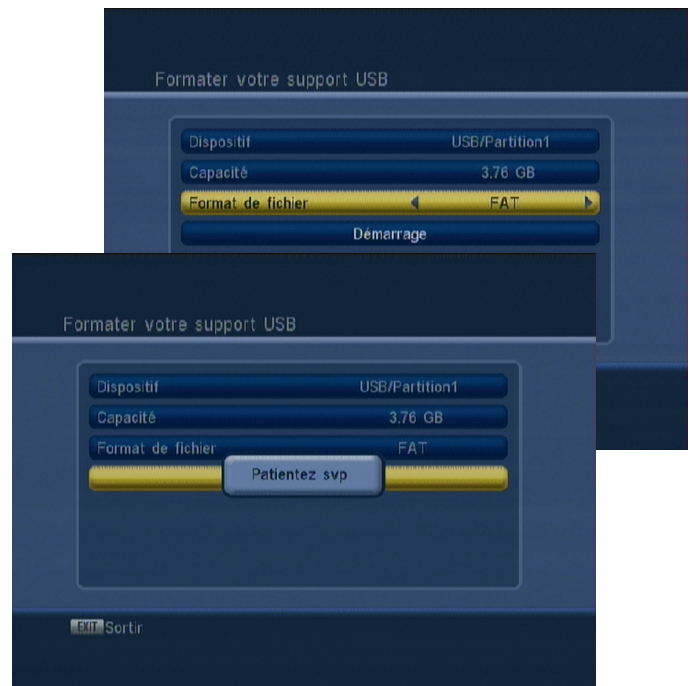 Formater votre support USB
Dispositif USB/Partition1
Capacité 3.76 GB
Format de fichier FAT
Démarrage
Formater votre support USB
Dispositif USB/Partition1
Capacité 3.76 GB
Format de fichier FAT
Patientez svp
EXIT Sortir